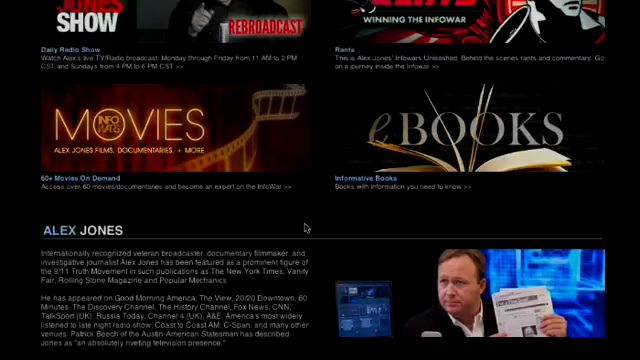 JONES
SHOW
REBROADCAST
WINNING THE INFOWAR
Daily Radio Show
Watch Alex's live TV/Radio broadcast. Monday through Friday from 11 AM to 2 PM
CST and Sundays from 4 PM to 6 PM CST >>
Rants
This is Alex Jones' Infowars Unleashed. Behind the scenes rants and commentary. Go
on a journey inside the Infowar >>
MOVIES
INFO
WARS
ALEX JONES FILMS, DOCUMENTARIES, + MORE
eBOOKS
60+ Movies On Demand
Access over 60 movies/documentaries and become an expert on the InfoWar >>
Informative Books
Books with information you need to know >>
ALEX JONES
Internationally recognized veteran broadcaster, documentary filmmaker, and
investigative journalist Alex Jones has been featured as a prominent figure of
the 9/11 Truth Movement in such publications as The New York Times, Vanity
Fair, Rolling Stone Magazine and Popular Mechanics.
He has appeared on Good Morning America, The View, 20/20 Downtown, 60
Minutes, The Discovery Channel, The History Channel, Fox News, CNN,
TalkSport (UK), Russia Today, Channel 4 (UK), A&E, America's most widely
listened to late night radio show, Coast to Coast AM, C-Span, and many other
venues. Patrick Beech of the Austin-American Statesman has described
Jones as "an absolutely riveting television presence."